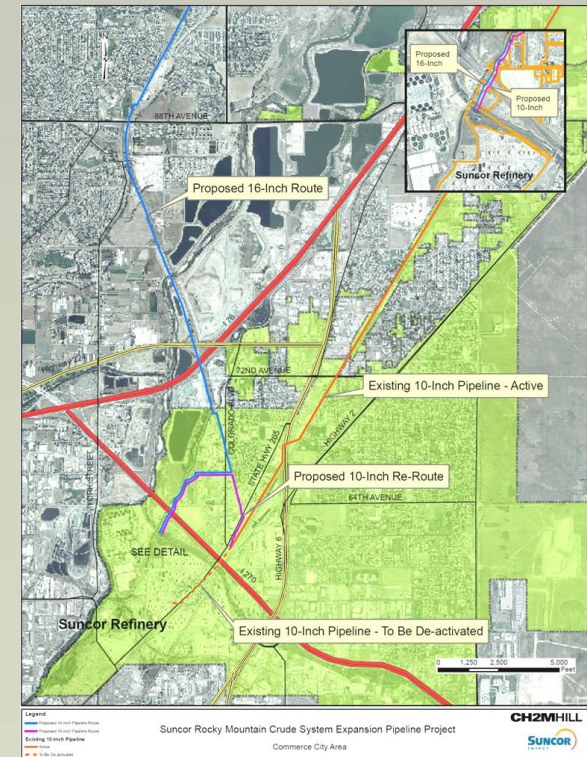 88TH AVENUE
Proposed
16-Inch
Proposed
10-Inch
Suncor Refinery
Proposed 16-Inch Route
I 76
72ND AVENUE
Existing 10-Inch Pipeline - Active
COLORADO BLVD
STATE HWY 265
HIGHWAY 2
YORK STREET
Proposed 10-Inch Re-Route
64TH AVENUE
SEE DETAIL
HIGHWAY 6
I 270
Suncor Refinery
Existing 10-Inch Pipeline - To Be De-activated
0 1,250 2,500 5,000
Feet
Legend
Proposed 16-Inch Pipeline Route
Proposed 10-Inch Pipeline Route
Existing 10-Inch Pipeline
Active
To Be De-activated
Suncor Rocky Mountain Crude System Expansion Pipeline Project
Commerce City Area
CH2MHILL
SUNCOR
ENERGY